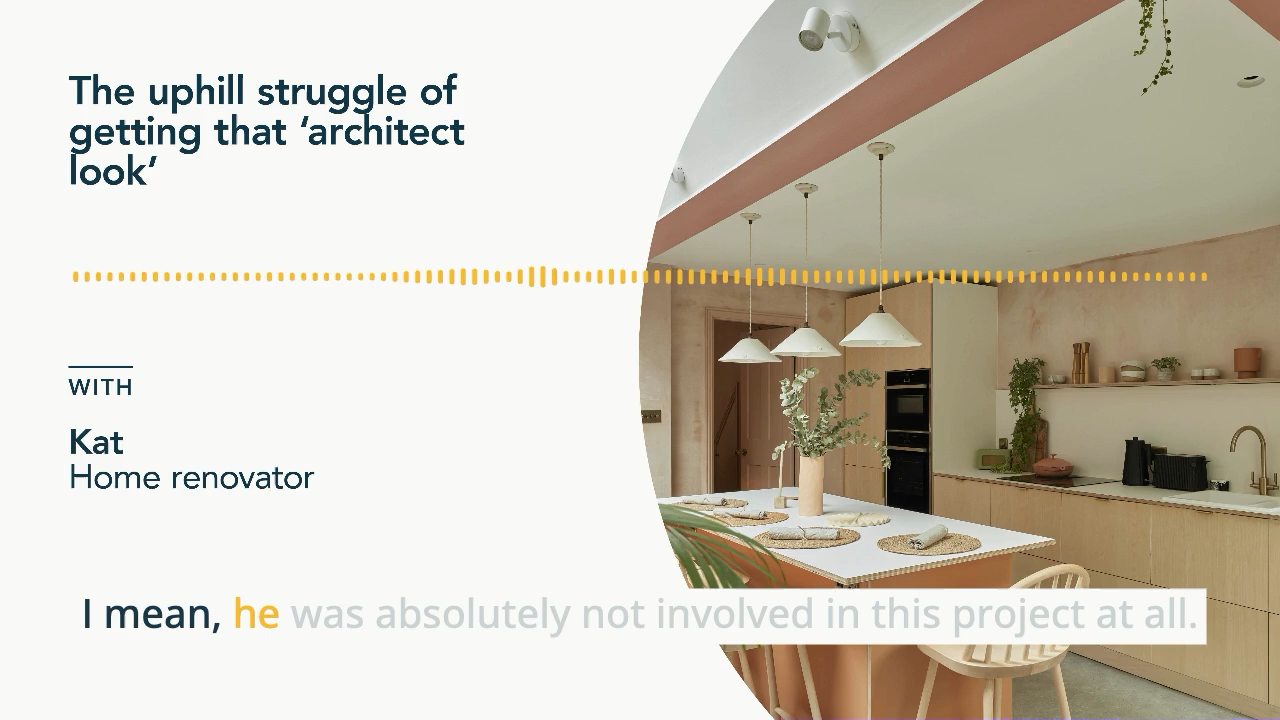 The uphill struggle of
getting that ‘architect
look‘
WITH
Kat
Home renovator
I mean, he was absolutely not involved in this project at all.